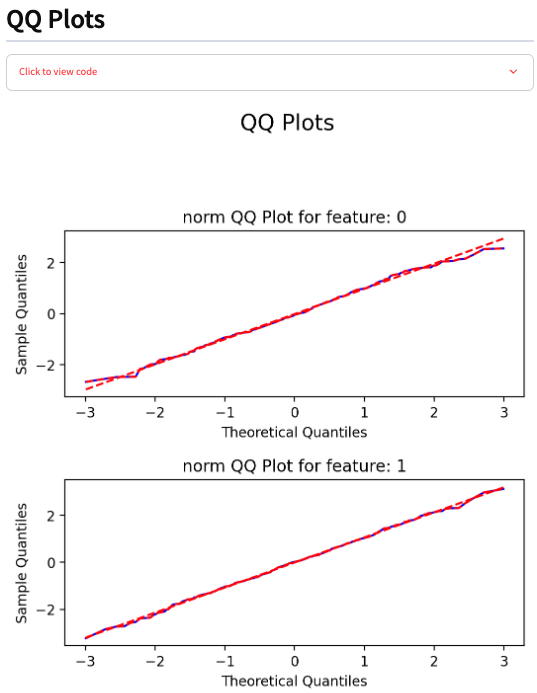 QQ Plots
Click to view code
QQ Plots
norm QQ Plot for feature: 0
Sample Quantiles
2
0
−2
−3 −2 −1 0 1 2 3
Theoretical Quantiles
norm QQ Plot for feature: 1
Sample Quantiles
2
0
−2
−3 −2 −1 0 1 2 3
Theoretical Quantiles